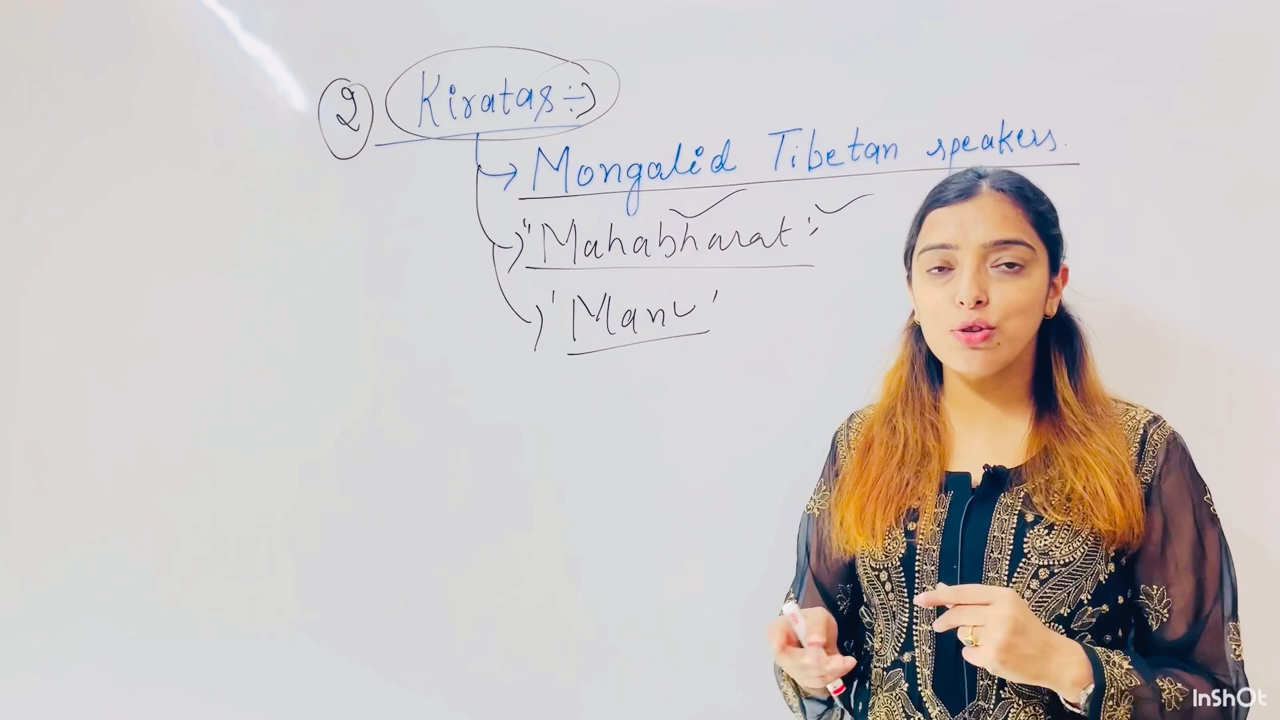 2 Kiratas :-)
→ Mongalid Tibetan speakers.
→ "Mahabharat :
→ 'Manu'
InShOt